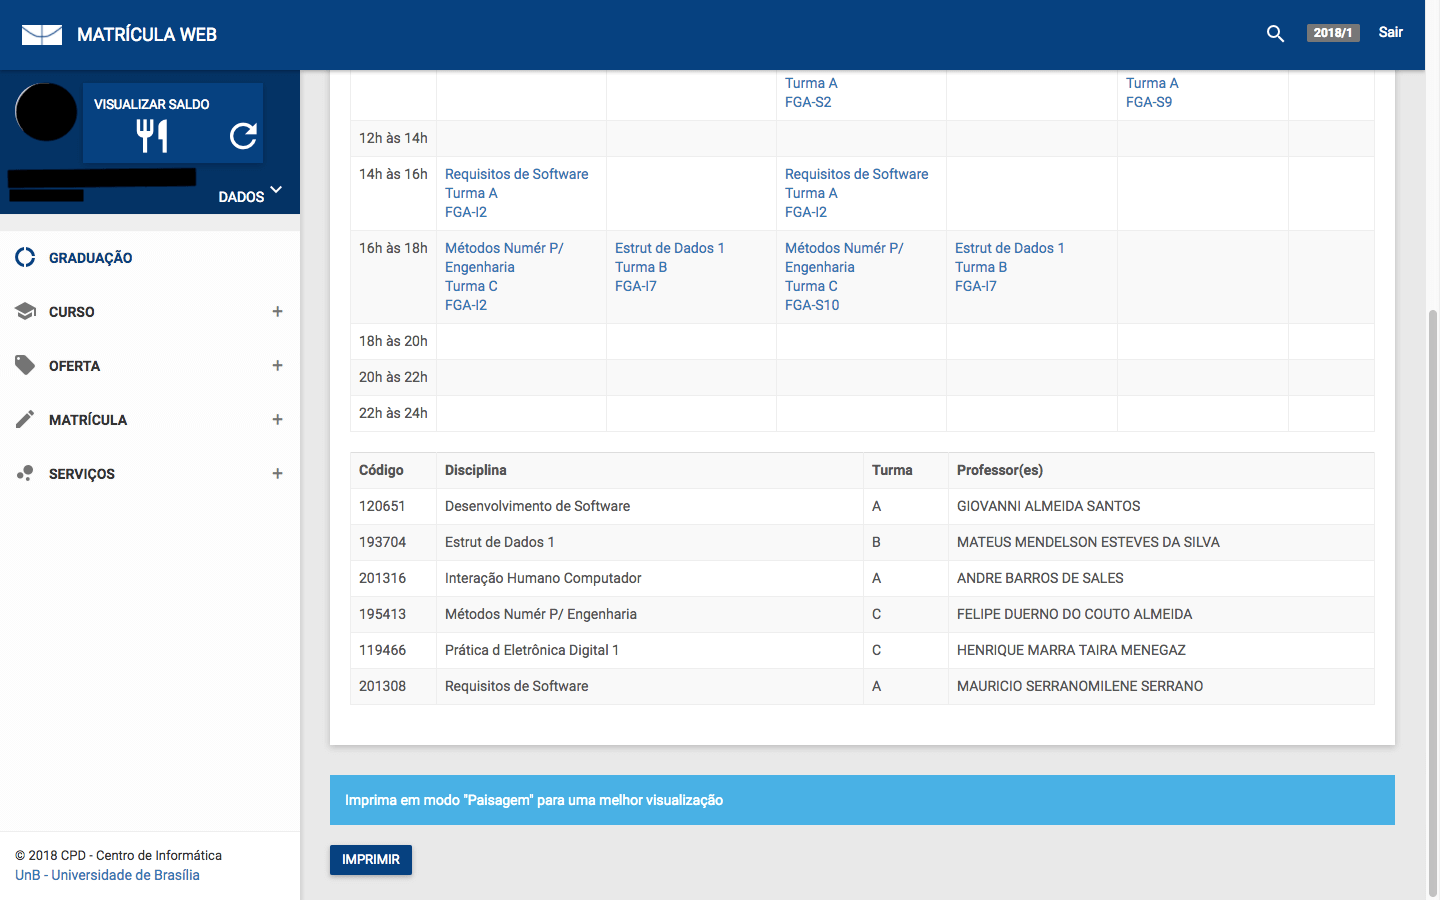 MATRÍCULA WEB
2018/1
Sair
VISUALIZAR SALDO
DADOS
GRADUAÇÃO
CURSO +
OFERTA +
MATRÍCULA +
SERVIÇOS +
© 2018 CPD - Centro de Informática
UnB - Universidade de Brasília
Turma A
FGA-S2
Turma A
FGA-S9
12h às 14h
14h às 16h
Requisitos de Software
Turma A
FGA-I2
Requisitos de Software
Turma A
FGA-I2
16h às 18h
Métodos Numér P/
Engenharia
Turma C
FGA-I2
Estrut de Dados 1
Turma B
FGA-I7
Métodos Numér P/
Engenharia
Turma C
FGA-S10
Estrut de Dados 1
Turma B
FGA-I7
18h às 20h
20h às 22h
22h às 24h
Código Disciplina Turma Professor(es)
120651 Desenvolvimento de Software A GIOVANNI ALMEIDA SANTOS
193704 Estrut de Dados 1 B MATEUS MENDELSON ESTEVES DA SILVA
201316 Interação Humano Computador A ANDRE BARROS DE SALES
195413 Métodos Numér P/ Engenharia C FELIPE DUERNO DO COUTO ALMEIDA
119466 Prática d Eletrônica Digital 1 C HENRIQUE MARRA TAIRA MENEGAZ
201308 Requisitos de Software A MAURICIO SERRANOMILENE SERRANO
Imprima em modo "Paisagem" para uma melhor visualização
IMPRIMIR